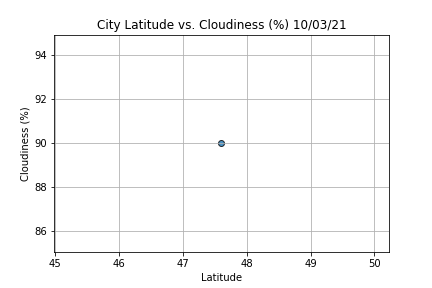 City Latitude vs. Cloudiness (%) 10/03/21
94
92
90
88
86
Cloudiness (%)
45 46 47 48 49 50
Latitude